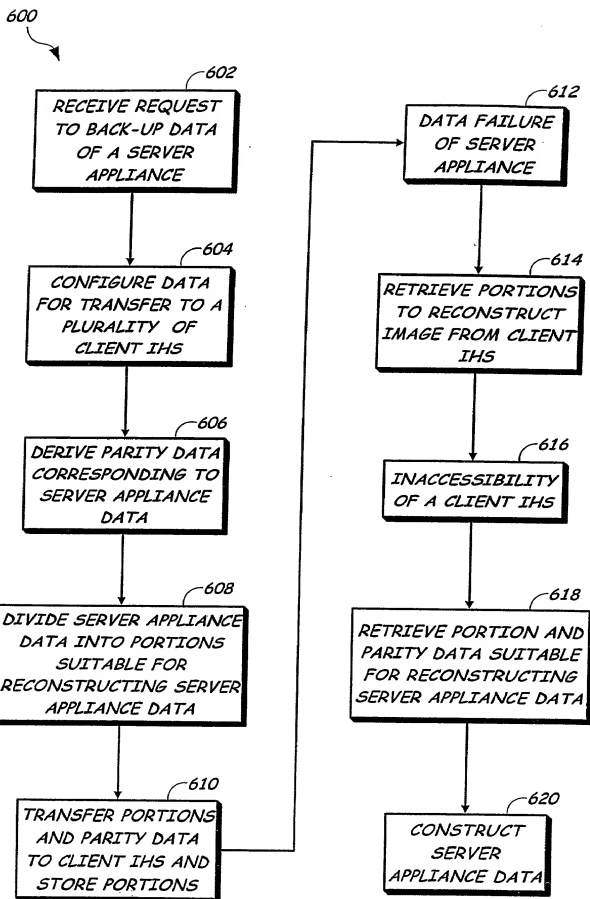 600
602
RECEIVE REQUEST
TO BACK-UP DATA
OF A SERVER
APPLIANCE
604
CONFIGURE DATA
FOR TRANSFER TO A
PLURALITY OF
CLIENT IHS
606
DERIVE PARITY DATA
CORRESPONDING TO
SERVER APPLIANCE
DATA
608
DIVIDE SERVER APPLIANCE
DATA INTO PORTIONS
SUITABLE FOR
RECONSTRUCTING SERVER
APPLIANCE DATA
610
TRANSFER PORTIONS
AND PARITY DATA
TO CLIENT IHS AND
STORE PORTIONS
612
DATA FAILURE
OF SERVER
APPLIANCE
614
RETRIEVE PORTIONS
TO RECONSTRUCT
IMAGE FROM CLIENT
IHS
616
INACCESSIBILITY
OF A CLIENT IHS
618
RETRIEVE PORTION AND
PARITY DATA SUITABLE
FOR RECONSTRUCTING
SERVER APPLIANCE DATA
620
CONSTRUCT
SERVER
APPLIANCE DATA